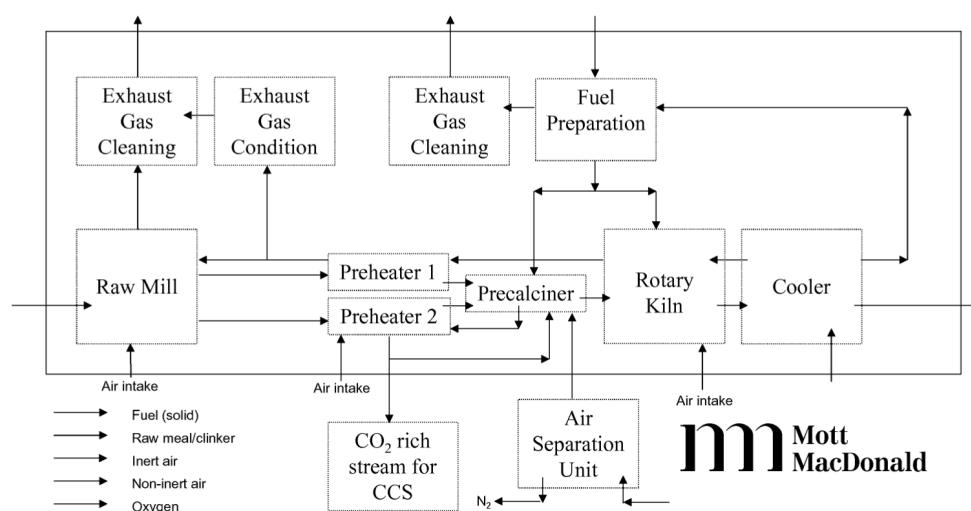 Exhaust
Gas
Cleaning
Exhaust
Gas
Condition
Exhaust
Gas
Cleaning
Fuel
Preparation
Raw Mill
Preheater 1
Preheater 2
Precalciner
Rotary
Kiln
Cooler
Air intake
Air intake
Air intake
Fuel (solid)
Raw meal/clinker
Inert air
Non-inert air
Oxygen
CO2 rich
stream for
CCS
Air
Separation
Unit
N2
Mott
MacDonald